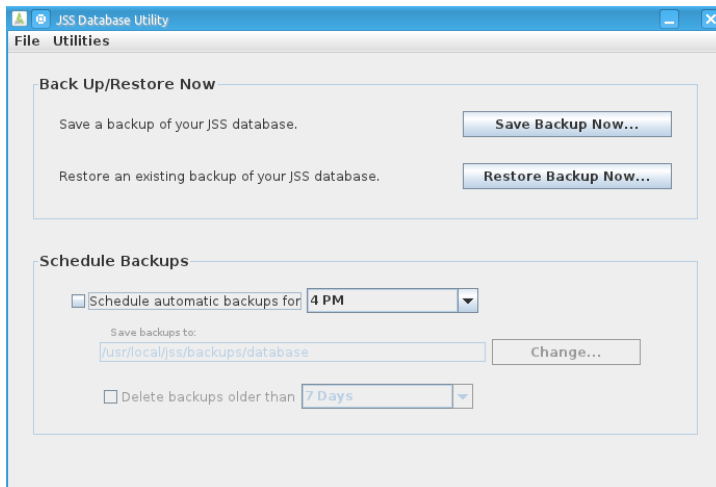 JSS Database Utility
File Utilities
Back Up/Restore Now
Save a backup of your JSS database.
Save Backup Now...
Restore an existing backup of your JSS database.
Restore Backup Now...
Schedule Backups
Schedule automatic backups for 4 PM
Save backups to:
/usr/local/jss/backups/database
Change...
Delete backups older than 7 Days